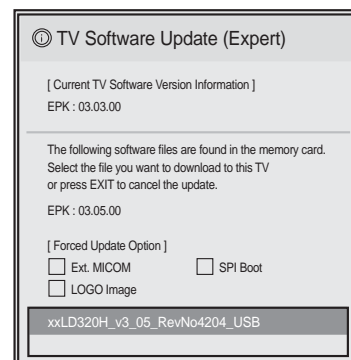 TV Software Update (Expert)
[ Current TV Software Version Information ]
EPK : 03.03.00
The following software files are found in the memory card.
Select the file you want to download to this TV
or press EXIT to cancel the update.
EPK : 03.05.00
[ Forced Update Option ]
Ext. MICOM SPI Boot
LOGO Image
xxLD320H_v3_05_RevNo4204_USB